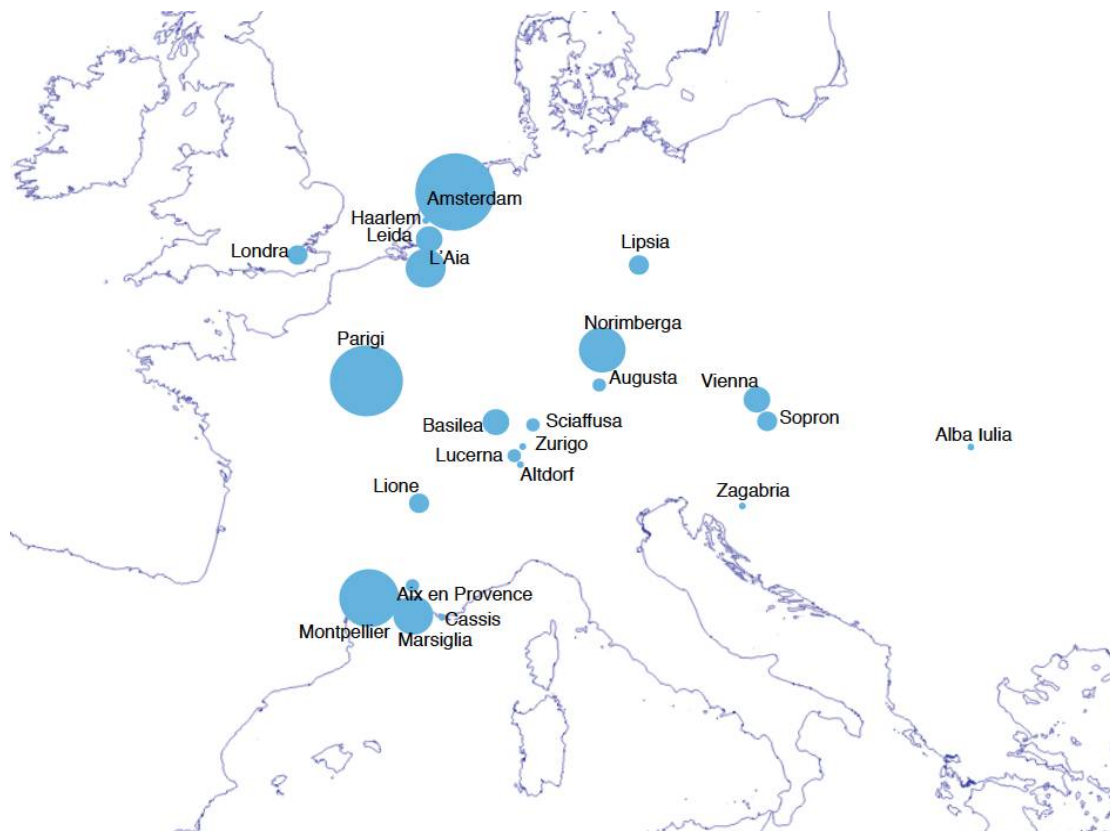 Amsterdam
Haarlem
Leida
Londra
L'Aia
Lipsia
Norimberga
Parigi
Augusta
Vienna
Basilea
Sciaffusa
Sopron
Alba Iulia
Zurigo
Lucerna
Altdorf
Lione
Zagabria
Aix en Provence
Cassis
Montpellier
Marsiglia